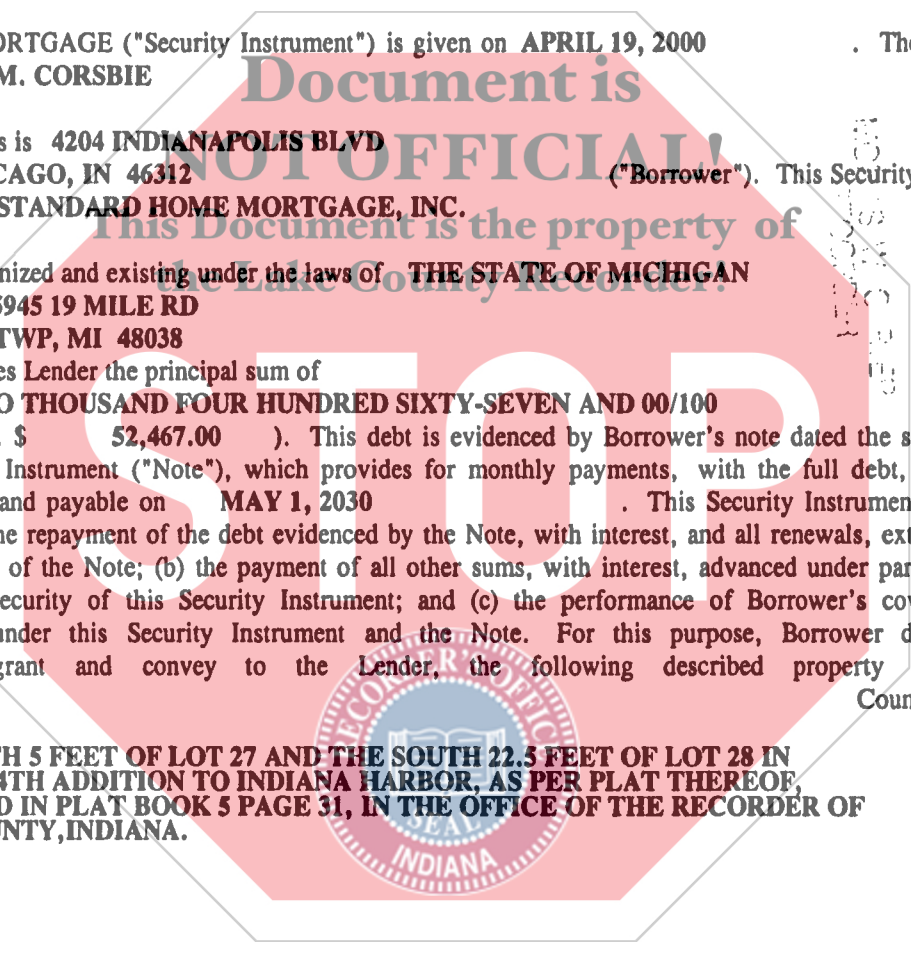 ORTGAGE ("Security Instrument") is given on APRIL 19, 2000 . The
M. CORSBIE
Document is
s is 4204 INDIANAPOLIS BLVD
NOT OFFICIAL!
CAGO, IN 46312 ("Borrower"). This Security
STANDARD HOME MORTGAGE, INC.
This Document is the property of
nized and existing under the laws of THE STATE OF MICHIGAN
the Lake County Recorder!
5945 19 MILE RD
TWP, MI 48038
es Lender the principal sum of
O THOUSAND FOUR HUNDRED SIXTY-SEVEN AND 00/100
. $ 52,467.00 ). This debt is evidenced by Borrower's note dated the s
Instrument ("Note"), which provides for monthly payments, with the full debt,
and payable on MAY 1, 2030 . This Security Instrumen
STOP
he repayment of the debt evidenced by the Note, with interest, and all renewals, ext
of the Note; (b) the payment of all other sums, with interest, advanced under par
ecurity of this Security Instrument; and (c) the performance of Borrower's cov
under this Security Instrument and the Note. For this purpose, Borrower d
grant and convey to the Lender, the following described property
Coun
RECORDER'S OFFICE
TH 5 FEET OF LOT 27 AND THE SOUTH 22.5 FEET OF LOT 28 IN
4TH ADDITION TO INDIANA HARBOR, AS PER PLAT THEREOF,
D IN PLAT BOOK 5 PAGE 31, IN THE OFFICE OF THE RECORDER OF
SEAL
UNTY,INDIANA.
INDIANA